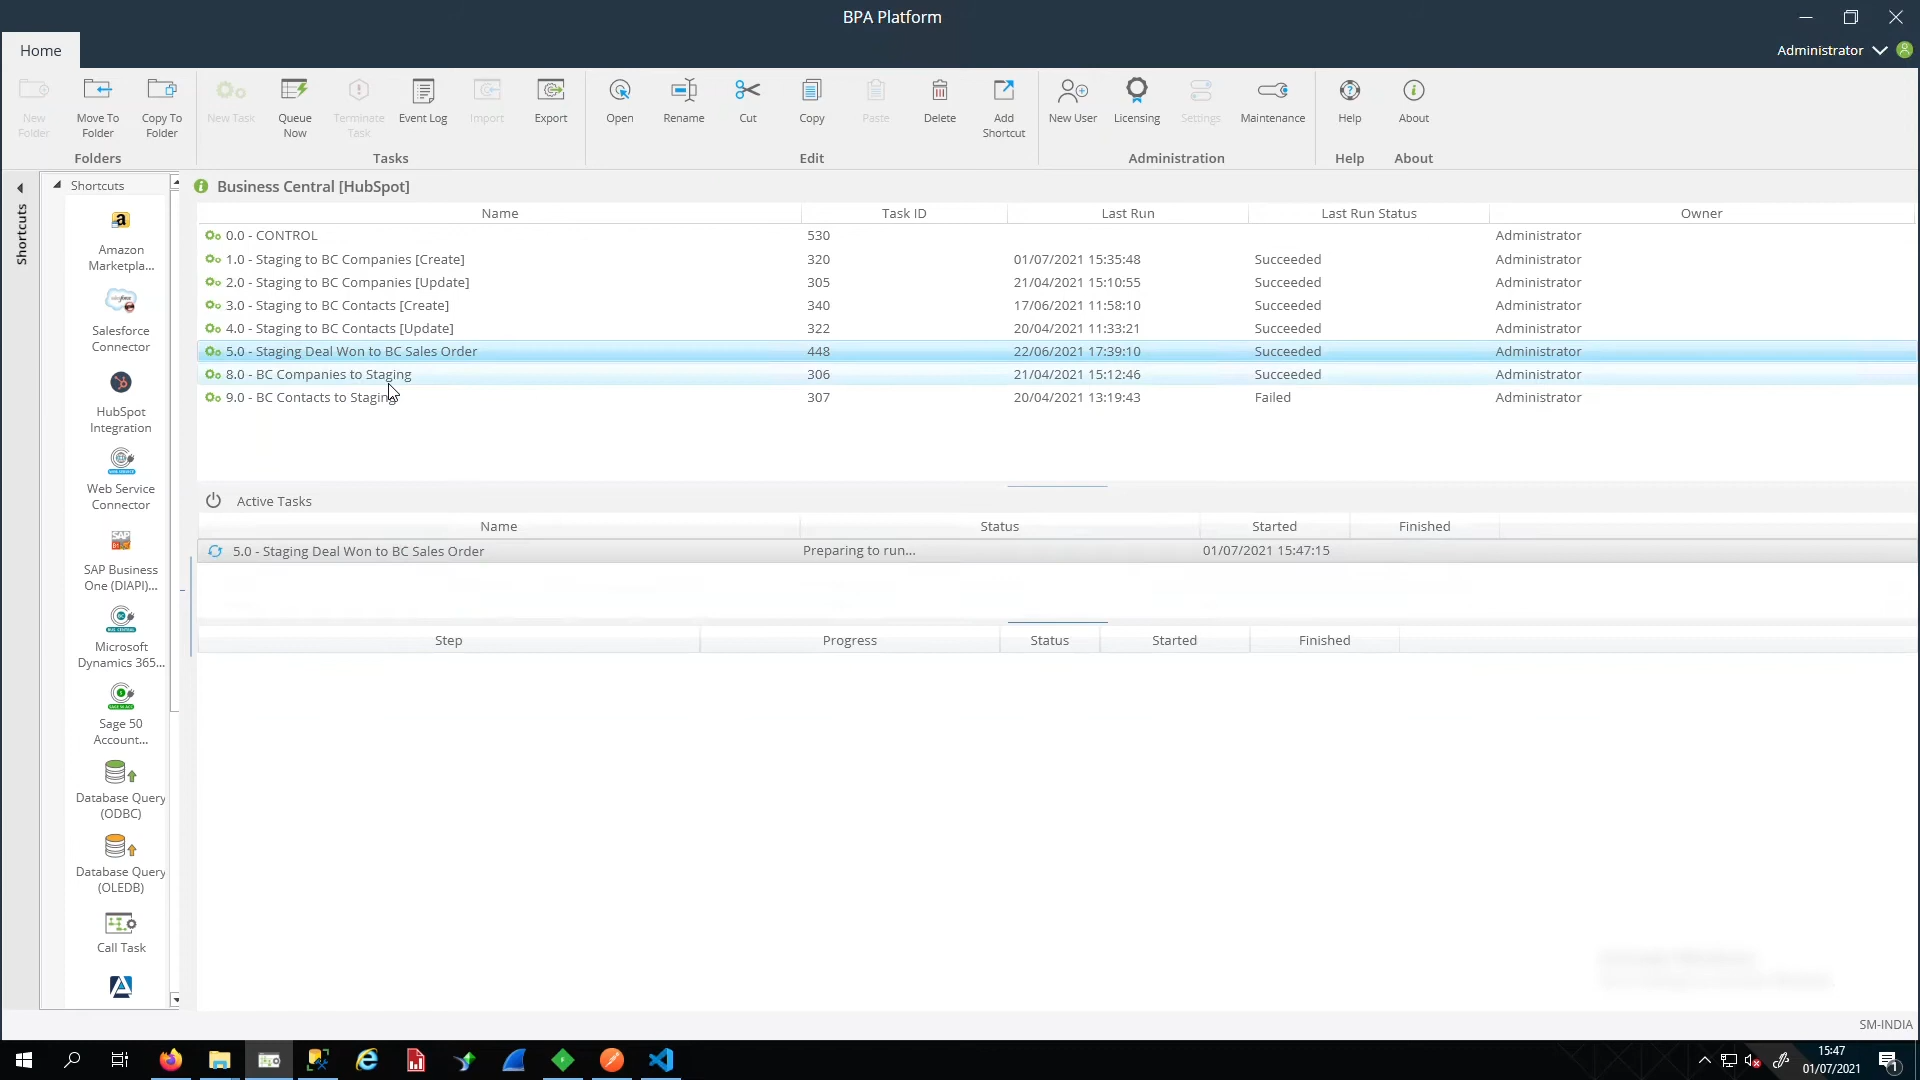 BPA Platform
Home
Administrator
New Folder
Move To Folder
Copy To Folder
New Task
Queue Now
Terminate Task
Event Log
Import
Export
Open
Rename
Cut
Copy
Paste
Delete
Add Shortcut
New User
Licensing
Settings
Maintenance
Help
About
Folders
Tasks
Edit
Administration
Help
About
Shortcuts
Shortcuts
Amazon Marketpla...
Salesforce Connector
HubSpot Integration
Web Service Connector
SAP Business One (DIAPI)...
Microsoft Dynamics 365...
Sage 50 Account...
Database Query (ODBC)
Database Query (OLEDB)
Call Task
Business Central [HubSpot]
Name Task ID Last Run Last Run Status Owner
0.0 - CONTROL 530 Administrator
1.0 - Staging to BC Companies [Create] 320 01/07/2021 15:35:48 Succeeded Administrator
2.0 - Staging to BC Companies [Update] 305 21/04/2021 15:10:55 Succeeded Administrator
3.0 - Staging to BC Contacts [Create] 340 17/06/2021 11:58:10 Succeeded Administrator
4.0 - Staging to BC Contacts [Update] 322 20/04/2021 11:33:21 Succeeded Administrator
5.0 - Staging Deal Won to BC Sales Order 448 22/06/2021 17:39:10 Succeeded Administrator
8.0 - BC Companies to Staging 306 21/04/2021 15:12:46 Succeeded Administrator
9.0 - BC Contacts to Staging 307 20/04/2021 13:19:43 Failed Administrator
Active Tasks
Name Status Started Finished
5.0 - Staging Deal Won to BC Sales Order Preparing to run... 01/07/2021 15:47:15
Step Progress Status Started Finished
SM-INDIA
15:47
01/07/2021